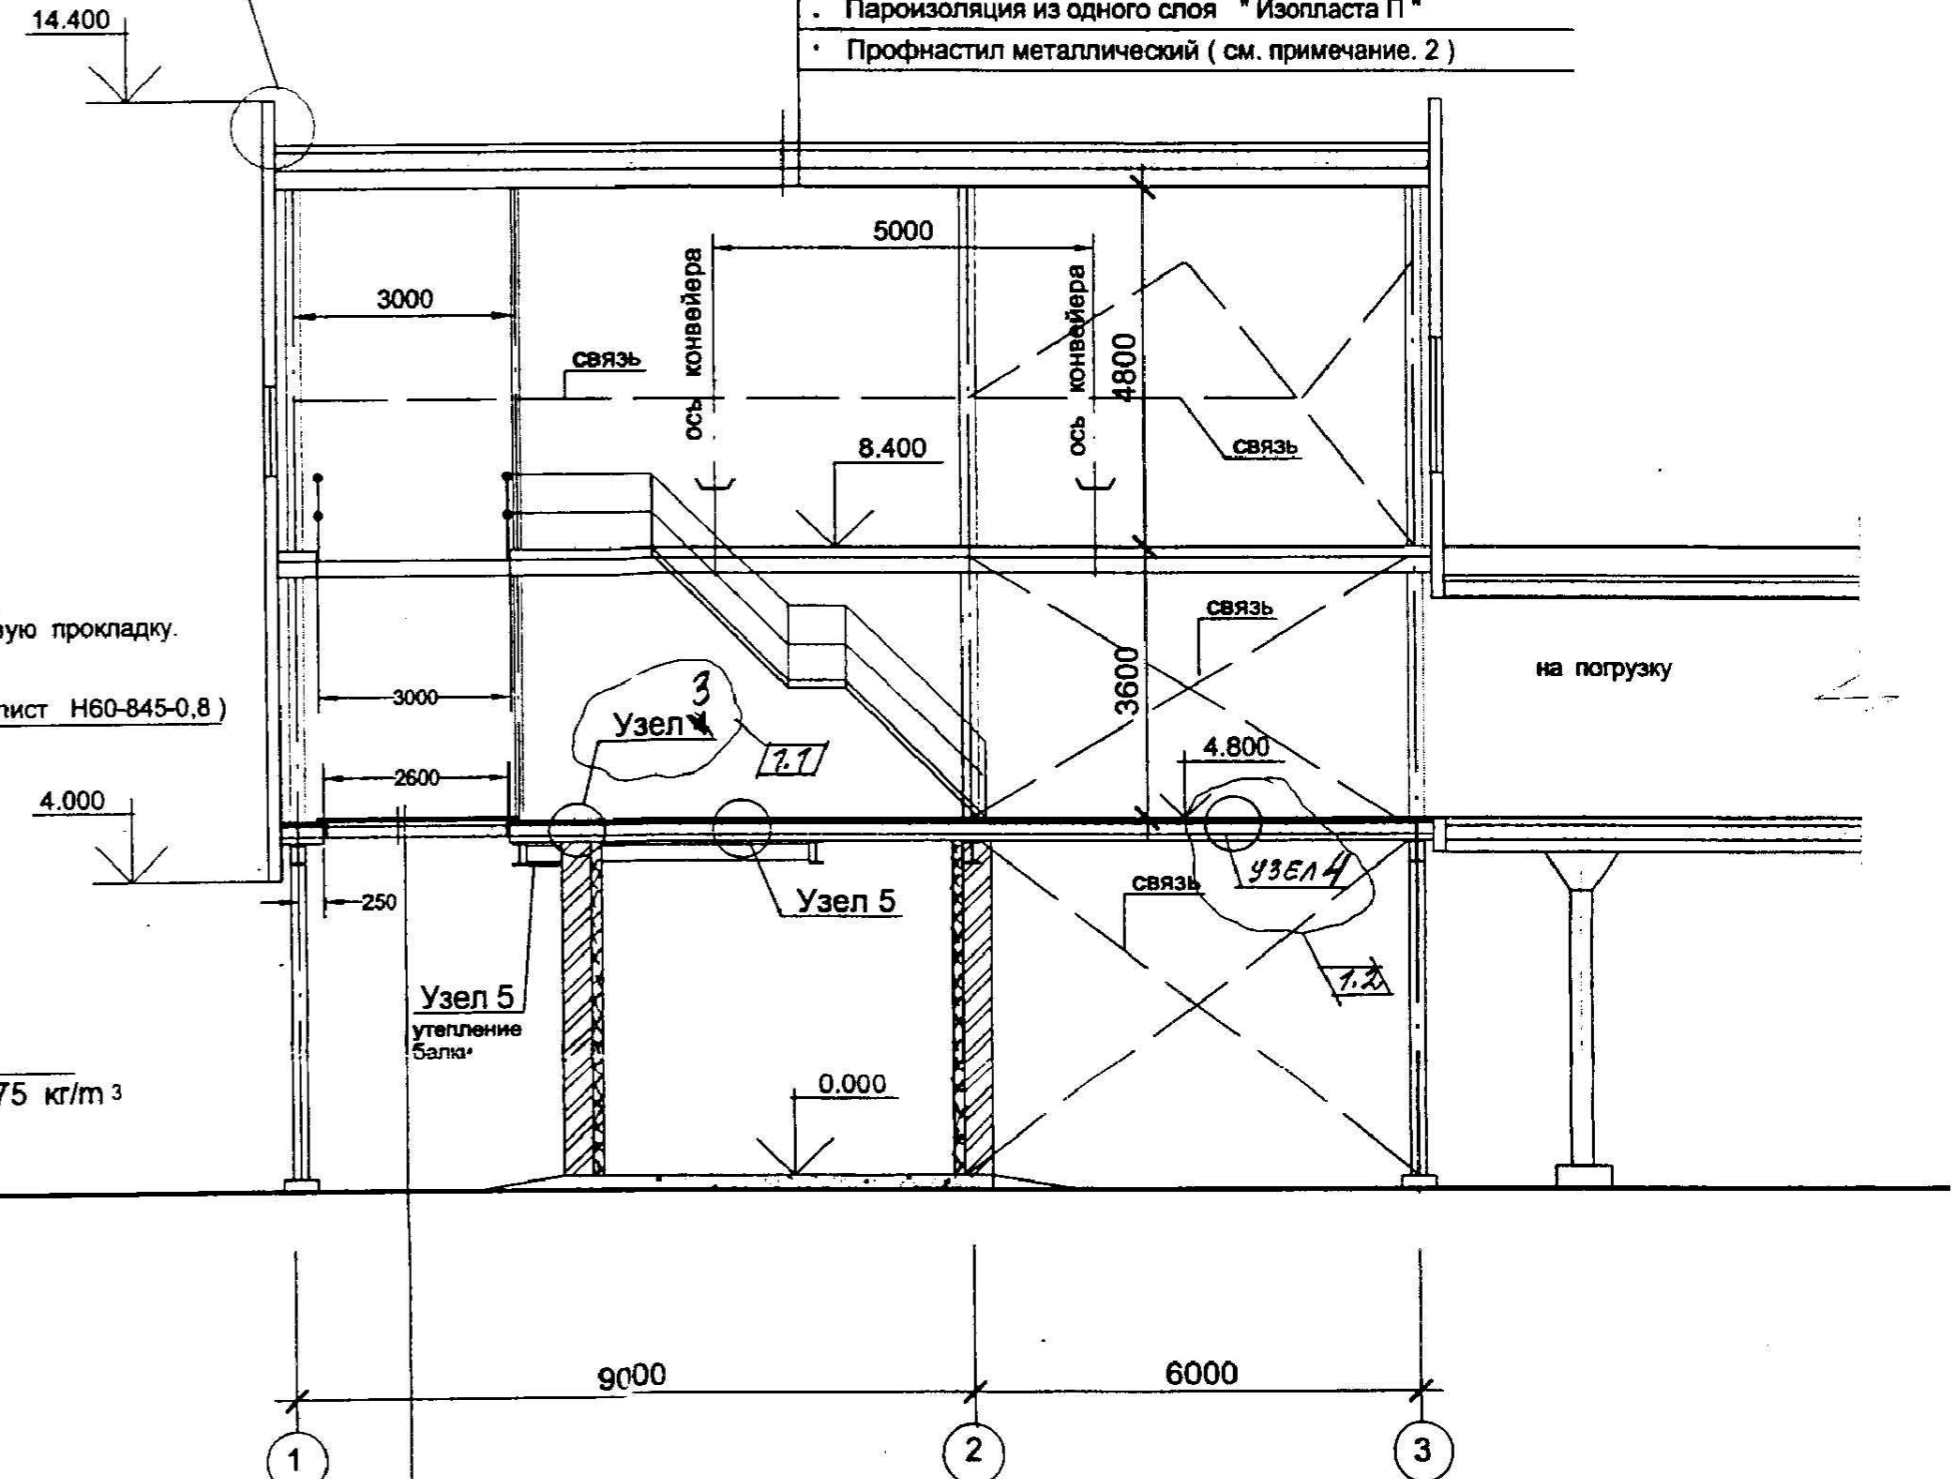 14.400
. Пароизоляция из одного слоя " Изопласта П "
· Профнастил металлический ( см. примечание. 2 )
5000
3000
ось конвейера
ось конвейера
связь
4800
8.400
связь
связь
прокладку.
на погрузку
3600
3000
Н60-845-0,8 )
Узел 3
1.1
4.800
2600
4.000
250
связь
УЗЕЛ 4
Узел 5
1.2
Узел 5
утепление
балки
0.000
75 кг/m 3
9000
6000
1
2
3